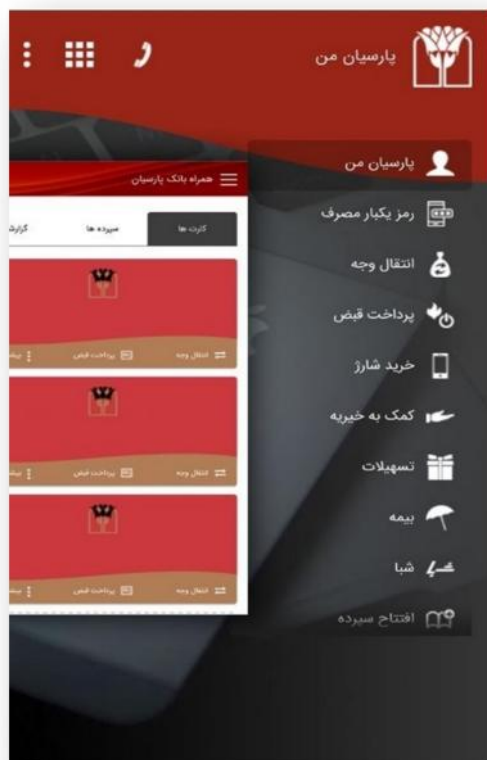 پارسیان من
پارسیان من
رمز یکبار مصرف
انتقال وجه
پرداخت قبض
خرید شارژ
کمک به خیریه
تسهیلات
بیمه
شبا
افتتاح سپرده
همراه بانک پارسیان
کارت ها
سپرده ها
انتقال وجه
پرداخت قبض
انتقال وجه
پرداخت قبض
انتقال وجه
پرداخت قبض